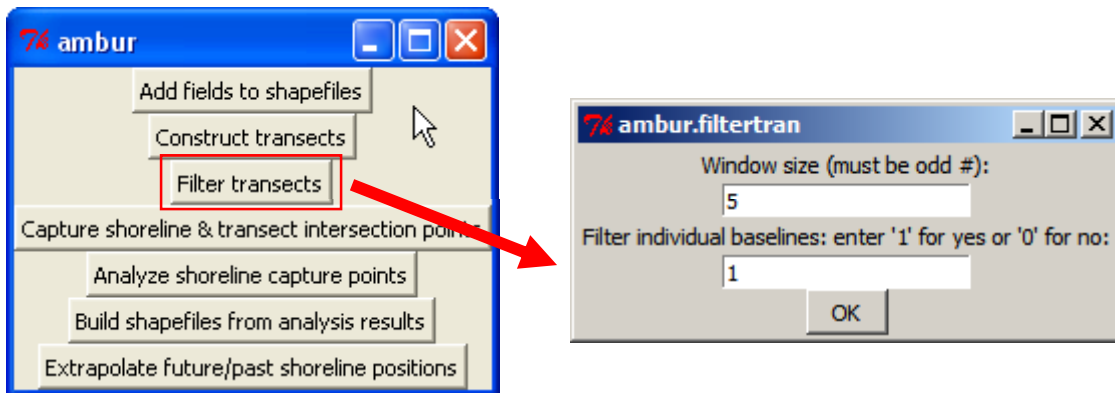 ambur
Add fields to shapefiles
Construct transects
Filter transects
Capture shoreline & transect intersection points
Analyze shoreline capture points
Build shapefiles from analysis results
Extrapolate future/past shoreline positions
ambur.filtertran
Window size (must be odd #):
5
Filter individual baselines: enter '1' for yes or '0' for no:
1
OK